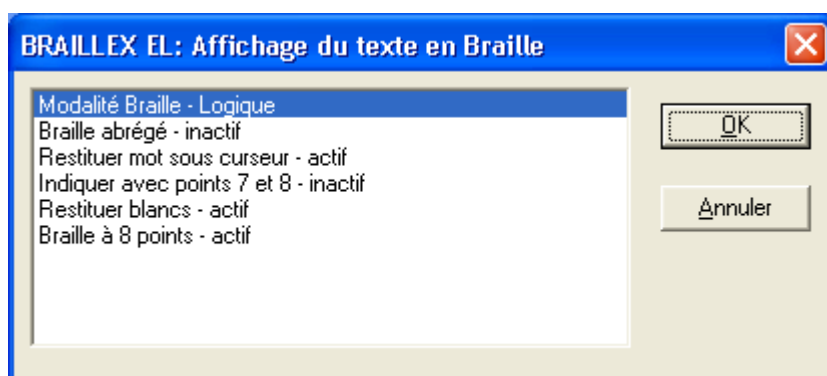 BRAILLEX EL: Affichage du texte en Braille
Modalité Braille - Logique
Braille abrégé - inactif
Restituer mot sous curseur - actif
Indiquer avec points 7 et 8 - inactif
Restituer blancs - actif
Braille à 8 points - actif
OK
Annuler